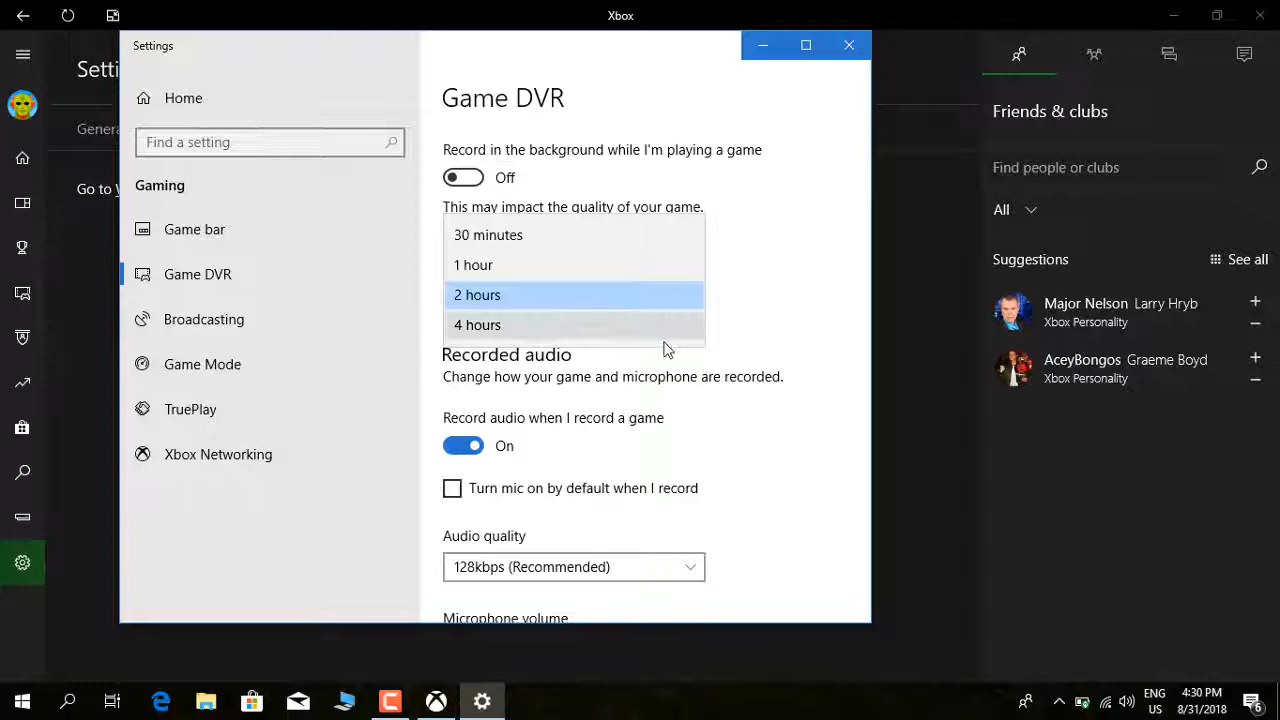 Xbox
Settings
Setti
Home
Find a setting
Gaming
Game bar
Game DVR
Broadcasting
Game Mode
TruePlay
Xbox Networking
Genera
Go to W
Game DVR
Record in the background while I'm playing a game
Off
This may impact the quality of your game.
30 minutes
1 hour
2 hours
4 hours
Recorded audio
Change how your game and microphone are recorded.
Record audio when I record a game
On
Turn mic on by default when I record
Audio quality
128kbps (Recommended)
Microphone volume
Friends & clubs
Find people or clubs
All
Suggestions
See all
Major Nelson Larry Hryb
Xbox Personality
AceyBongos Graeme Boyd
Xbox Personality
ENG
US
4:30 PM
8/31/2018
6